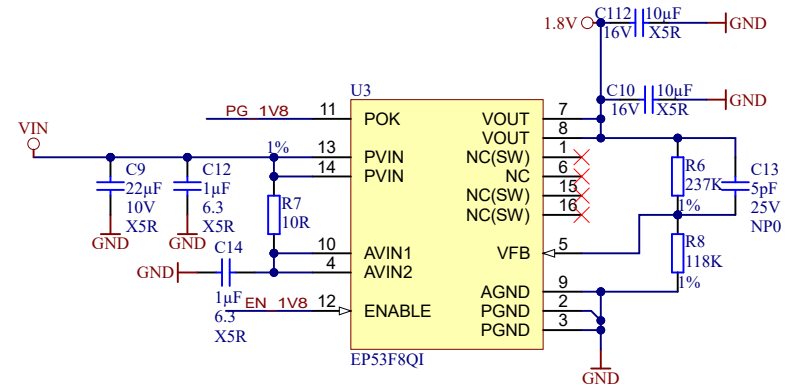 C112
10µF
1.8V
16V
X5R
GND
C10
10µF
16V
X5R
GND
U3
PG_1V8
11
POK
VOUT
7
VOUT
8
VIN
1%
13
PVIN
NC(SW)
1
14
PVIN
NC
6
NC(SW)
15
NC(SW)
16
C9
22µF
10V
X5R
GND
C12
1µF
6.3
X5R
GND
R7
10R
R6
237K
1%
C13
5pF
25V
NP0
C14
GND
1µF
6.3
X5R
10
AVIN1
4
AVIN2
VFB
5
R8
118K
1%
EN_1V8
12
ENABLE
AGND
9
PGND
2
PGND
3
EP53F8QI
GND